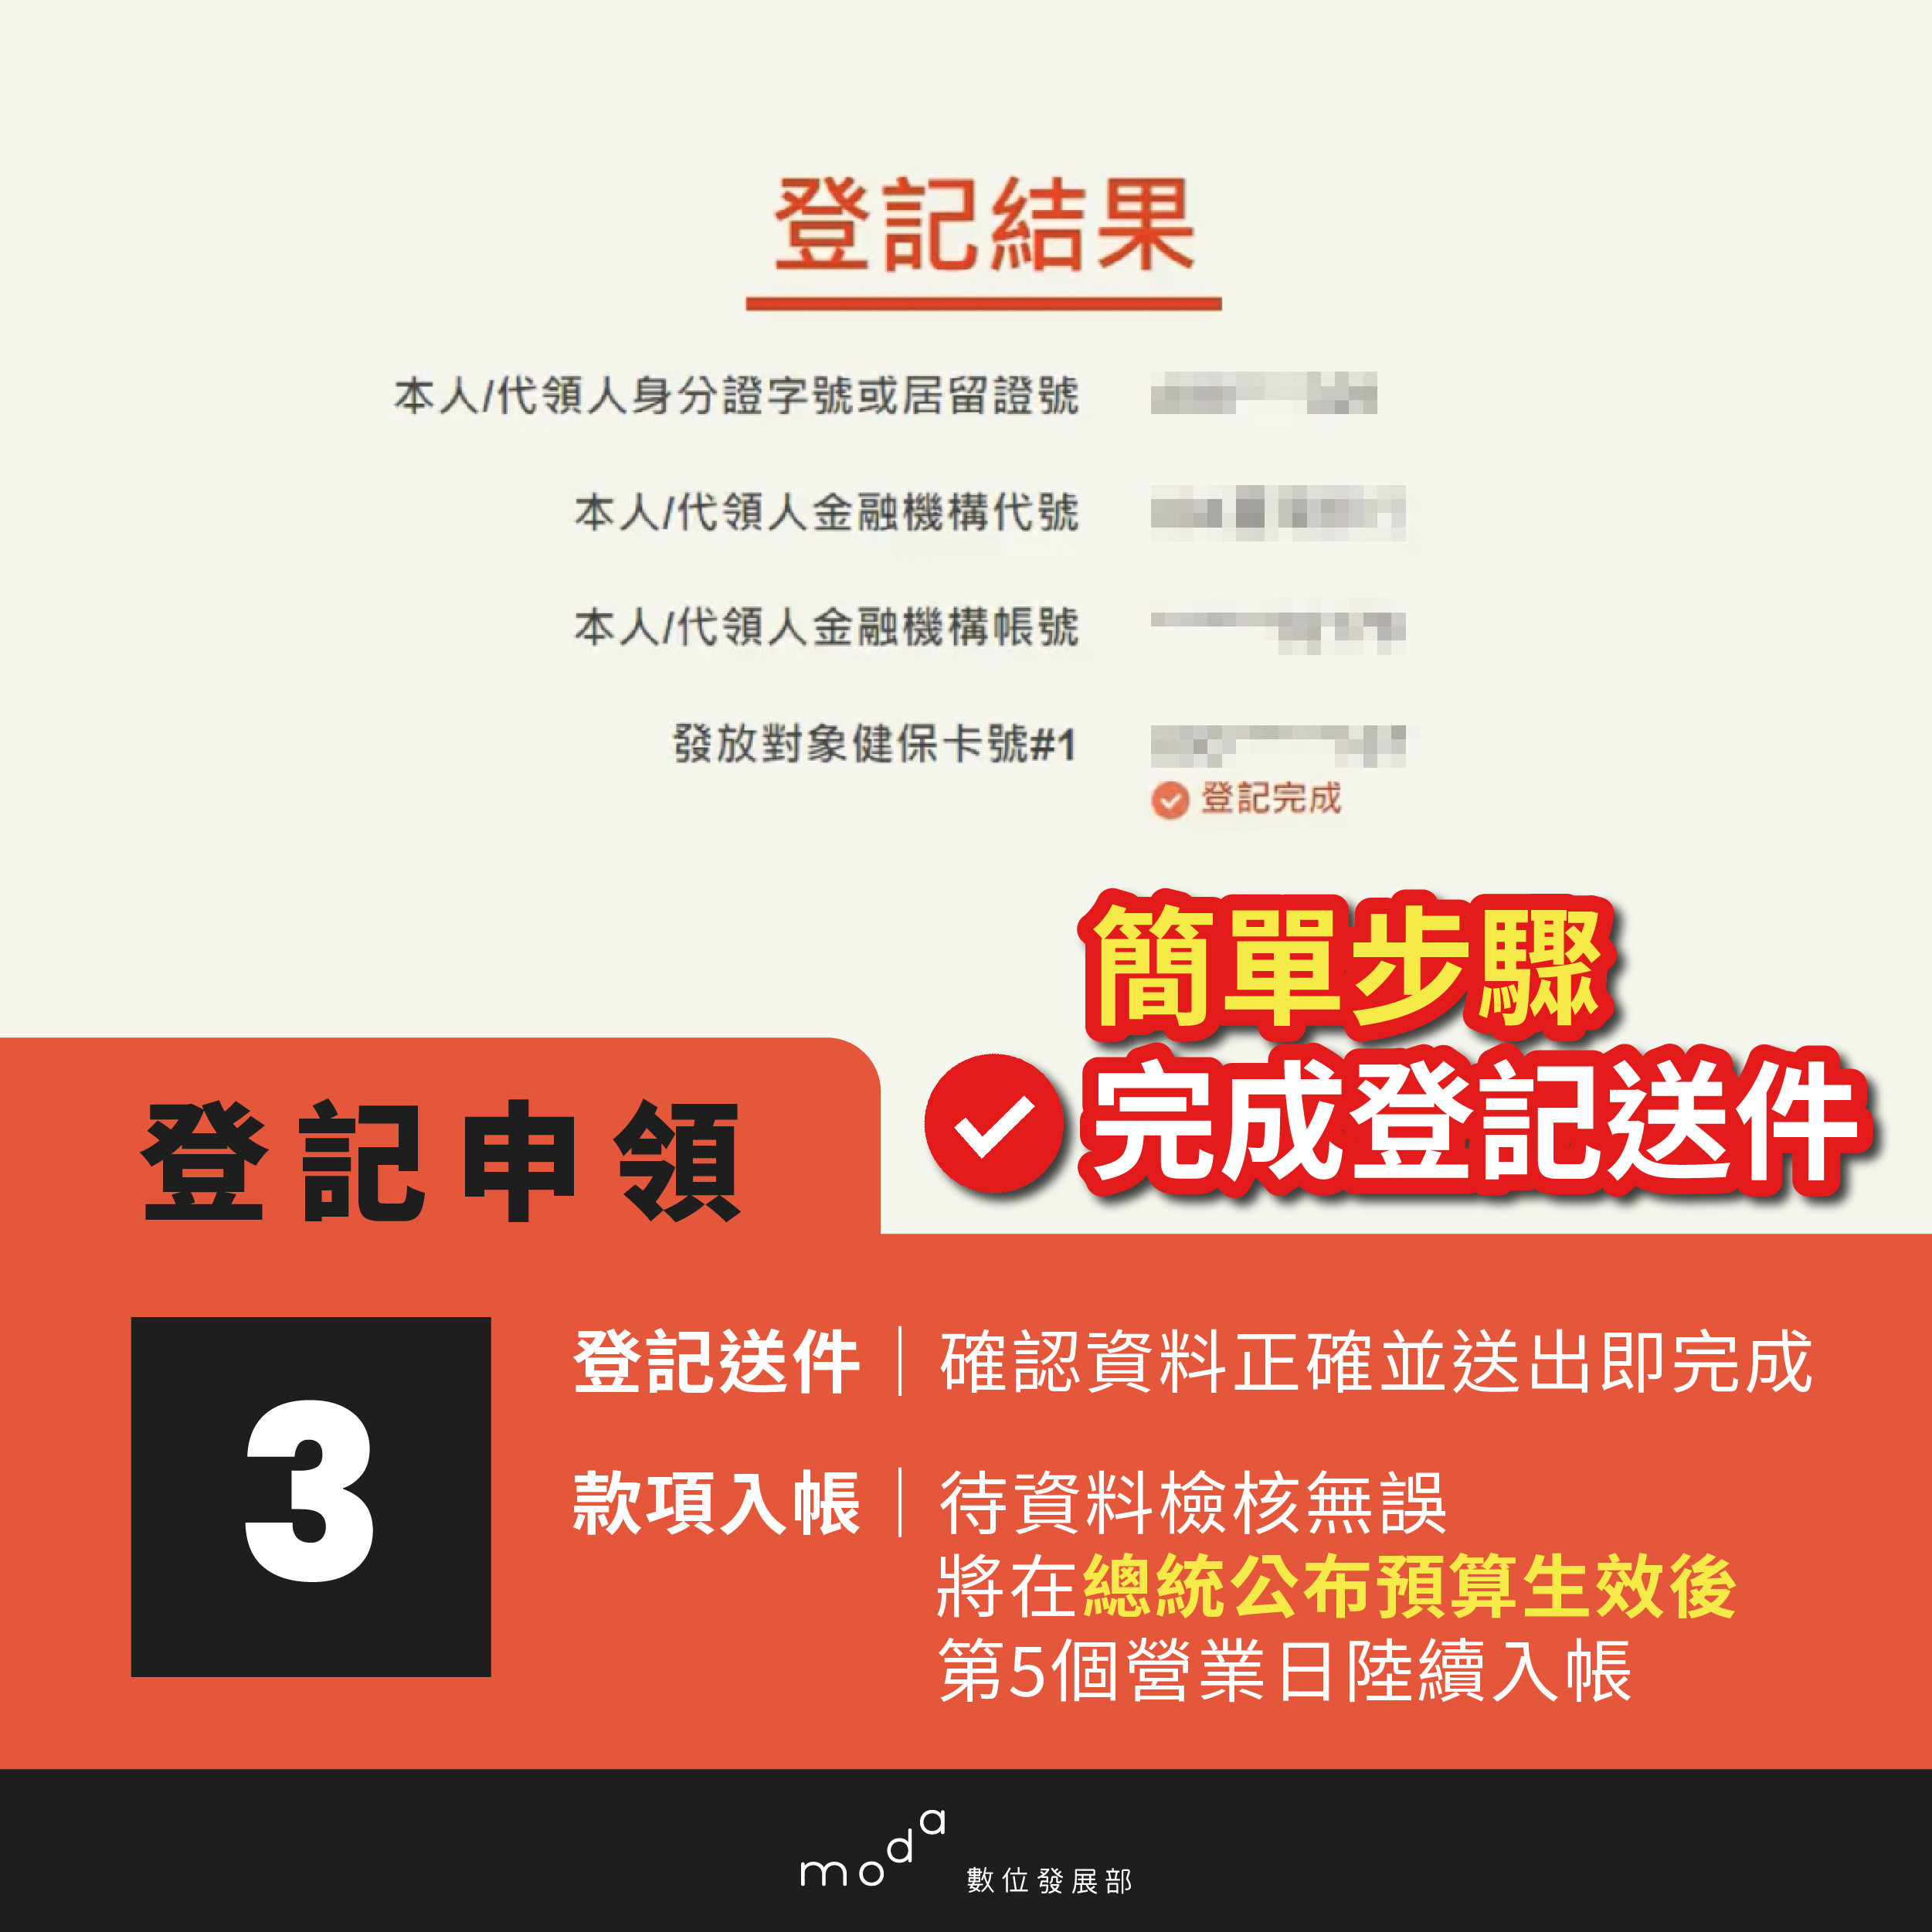 登記結果
本人/代領人身分證字號或居留證號
本人/代領人金融機構代號
本人/代領人金融機構帳號
發放對象健保卡號#1
登記完成
簡單步驟
完成登記送件
登記申領
3
登記送件｜確認資料正確並送出即完成
款項入帳｜待資料檢核無誤
將在總統公布預算生效後
第5個營業日陸續入帳
moda 數位發展部